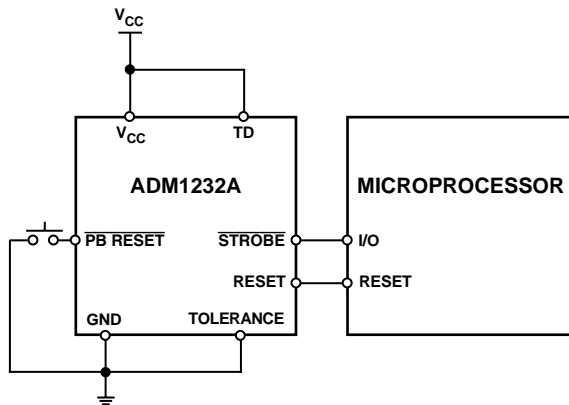 VCC
VCC
TD
ADM1232A
MICROPROCESSOR
PB RESET
STROBE
I/O
RESET
RESET
GND
TOLERANCE